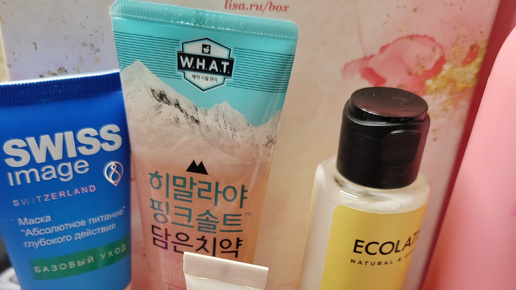 lisa.ru/box
W.H.A.T.
히말라야
핑크솔트
담은치약
SWISS
image
SWITZERLAND
Маска
"Абсолютное питание"
глубокого действия
БАЗОВЫЙ УХОД
NATURAL &